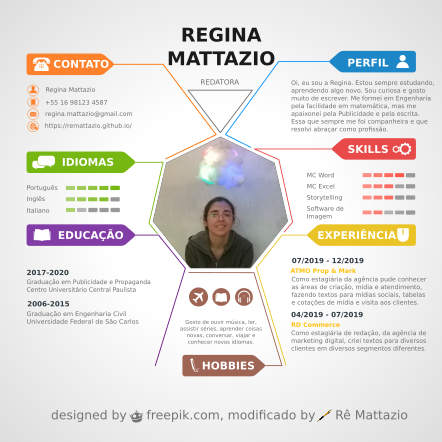 REGINA
MATTAZIO
REDATORA
CONTATO
Regina Mattazio
+55 16 98123 4587
regina.mattazio@gmail.com
https://remattazio.github.io/
PERFIL
Oi, eu sou a Regina. Estou sempre estudando,
aprendendo algo novo. Sou curiosa e gosto
muito de escrever. Me formei em Engenharia
pela facilidade em matemática, mas me
apaixonei pela Publicidade e pela escrita.
Essa que sempre me foi companheira e que
resolvi abraçar como profissão.
IDIOMAS
Português
Inglês
Italiano
SKILLS
MC Word
MC Excel
Storytelling
Software de
Imagem
EDUCAÇÃO
2017-2020
Graduação em Publicidade e Propaganda
Centro Universitário Central Paulista
2006-2015
Graduação em Engenharia Civil
Universidade Federal de São Carlos
EXPERIÊNCIA
07/2019 - 12/2019
ATMO Prop & Mark
Como estagiária da agência pude conhecer
as áreas de criação, mídia e atendimento,
fazendo textos para mídias sociais, tabelas
e cotações de mídia e visita aos clientes.
04/2019 - 07/2019
RD Commerce
Como estagiária de redação, da agência de
marketing digital, criei textos para diversos
clientes em diversos segmentos diferentes.
Gosto de ouvir música, ler,
assistir séries, aprender coisas
novas, conversar, viajar e
conhecer novos idiomas.
HOBBIES
designed by freepik.com, modificado by Rê Mattazio